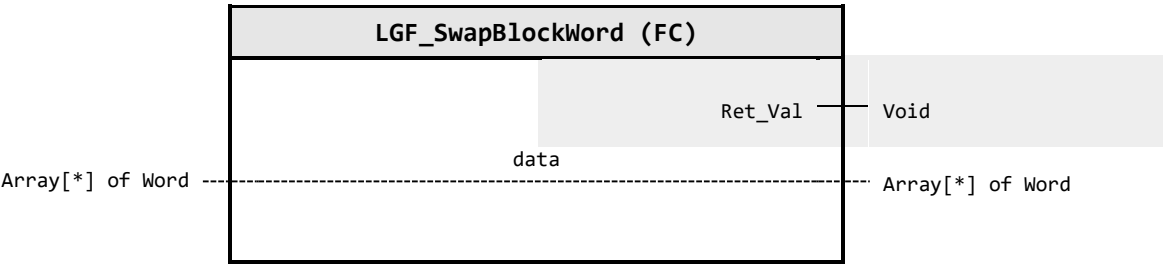 LGF_SwapBlockWord (FC)
Ret_Val Void
data
Array[*] of Word Array[*] of Word